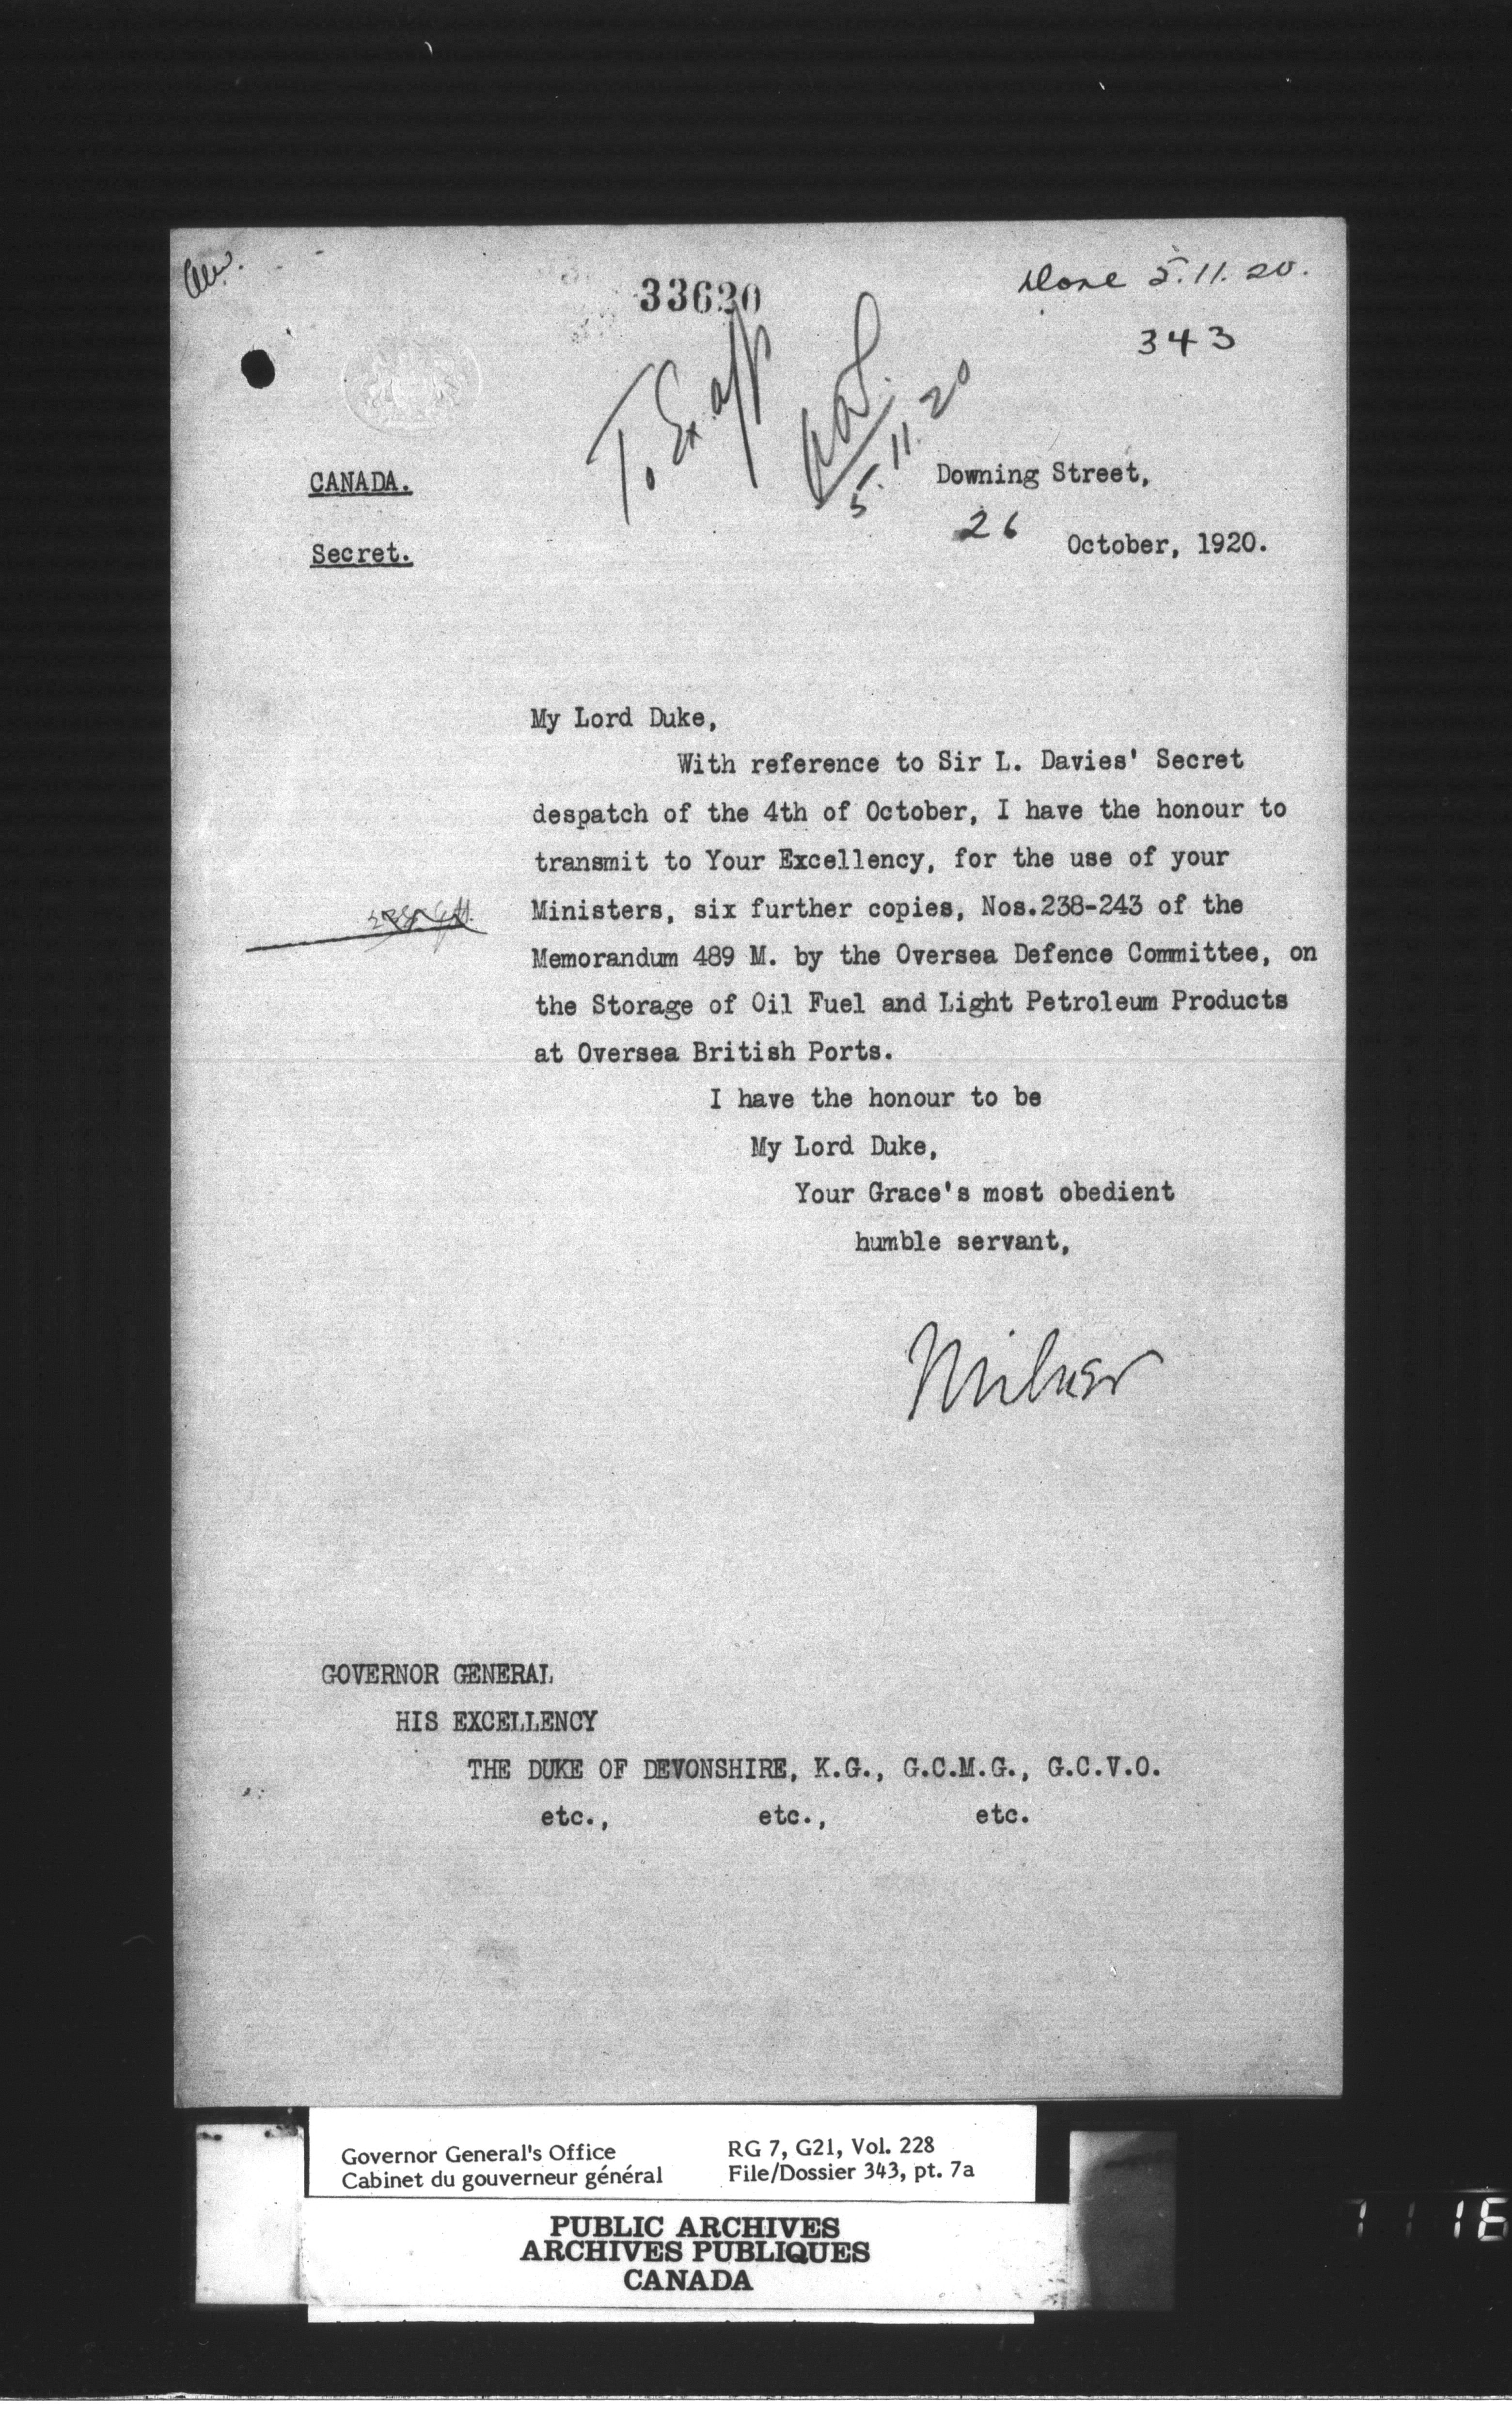 33620
Done 5.11.20.
343
To Ex aff
5.11.20
CANADA.
Downing Street,
Secret.
26 October, 1920.
My Lord Duke,
With reference to Sir L. Davies' Secret
despatch of the 4th of October, I have the honour to
transmit to Your Excellency, for the use of your
Ministers, six further copies, Nos.238-243 of the
Memorandum 489 M. by the Oversea Defence Committee, on
the Storage of Oil Fuel and Light Petroleum Products
at Oversea British Ports.
I have the honour to be
My Lord Duke,
Your Grace's most obedient
humble servant,
Milner
GOVERNOR GENERAL
HIS EXCELLENCY
THE DUKE OF DEVONSHIRE, K.G., G.C.M.G., G.C.V.O.
etc., etc., etc.
Governor General's Office
Cabinet du gouverneur général
RG 7, G21, Vol. 228
File/Dossier 343, pt. 7a
PUBLIC ARCHIVES
ARCHIVES PUBLIQUES
CANADA